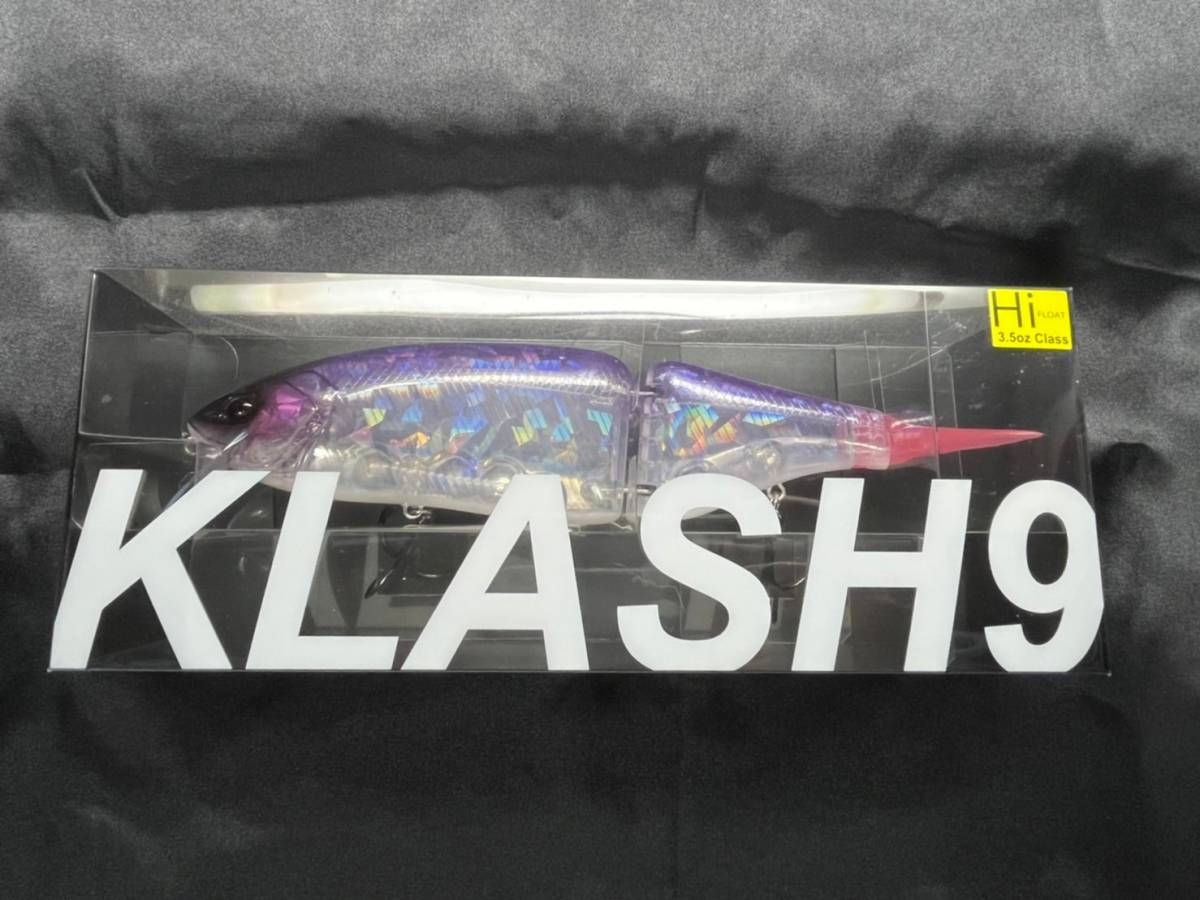 Hi FLOAT
3.5oz Class
KLASH9